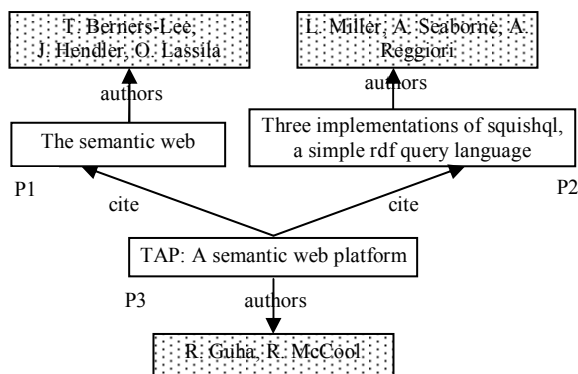 T. Berners-Lee,
J. Hendler, O. Lassila
L. Miller, A. Seaborne, A.
Reggiori
authors
authors
The semantic web
Three implementations of squishql,
a simple rdf query language
P1
P2
cite
cite
TAP: A semantic web platform
P3
authors
R. Guha, R. McCool